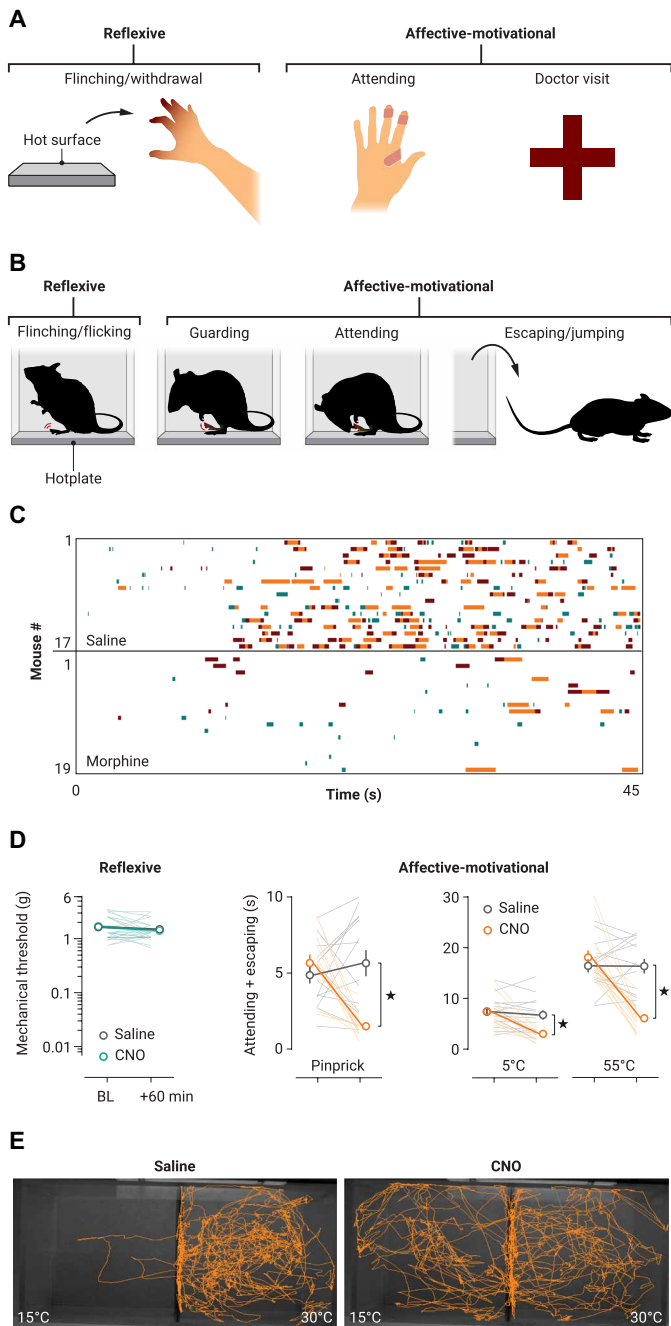 A
Reflexive
Affective-motivational
Flinching/withdrawal
Attending
Doctor visit
Hot surface
B
Reflexive
Affective-motivational
Flinching/flicking
Guarding
Attending
Escaping/jumping
Hotplate
C
Mouse #
1
17
Saline
1
19
Morphine
0
45
Time (s)
D
Reflexive
Affective-motivational
Mechanical threshold (g)
6
1
0.1
0.01
Saline
CNO
BL
+60 min
Attending + escaping (s)
10
5
0
★
Pinprick
30
20
10
0
Saline
CNO
★
★
5°C
55°C
E
Saline
CNO
15°C
30°C
15°C
30°C